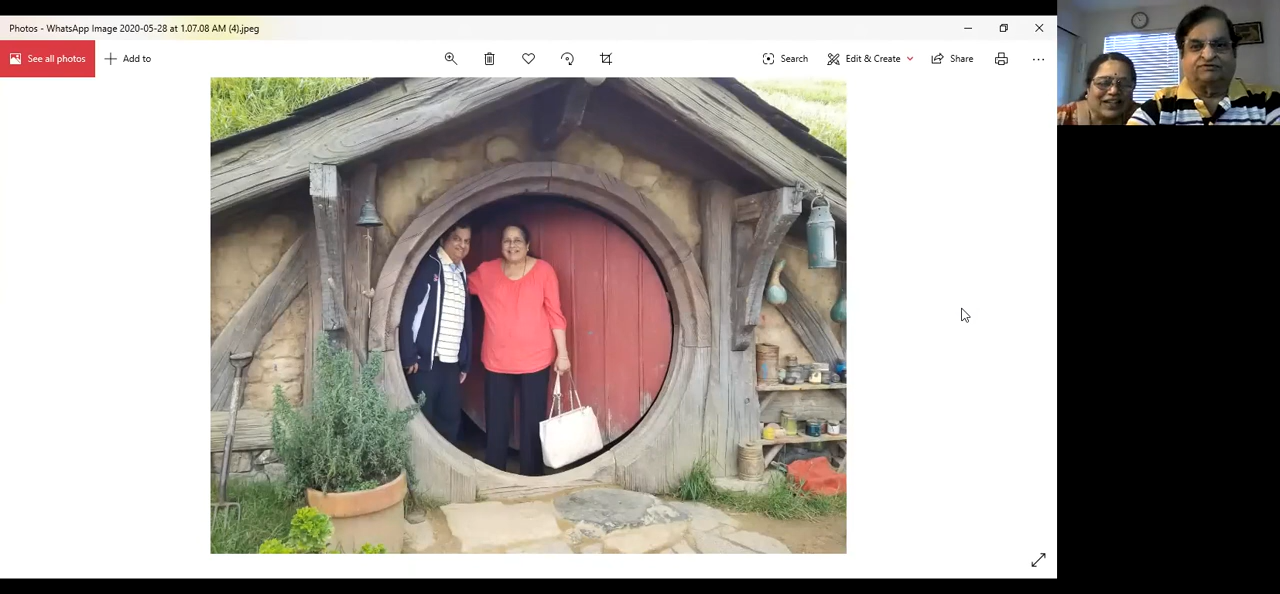 Photos - WhatsApp Image 2020-05-28 at 1.07.08 AM (4).jpeg
See all photos
Add to
Search
Edit & Create
Share